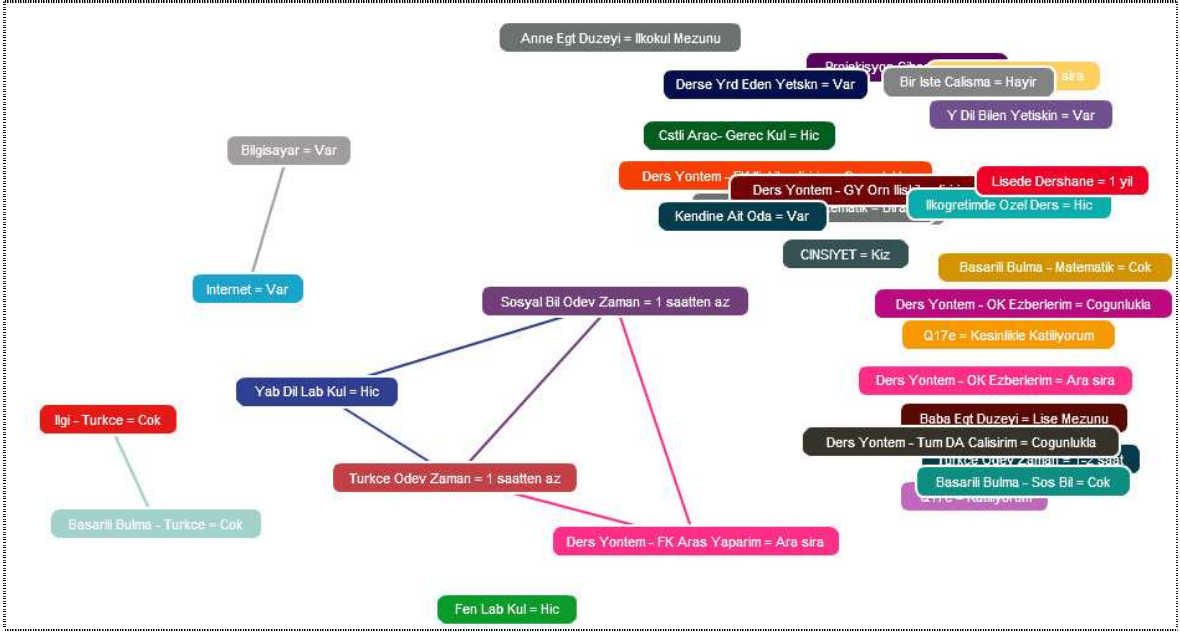 Anne Egt Duzeyi = Ilkokul Mezunu
sira
Derse Yrd Eden Yetskn = Var
Bir Iste Calisma = Hayir
Y Dil Bilen Yetiskin = Var
Cstli Arac- Gerec Kul = Hic
Bilgisayar = Var
Ders Yontem -
Ders Yontem - GY Orn
Lisede Dershane = 1 yil
Kendine Ait Oda = Var
Ilkogretimde Ozel Ders = Hic
CINSIYET = Kiz
Basarili Bulma - Matematik = Cok
Internet = Var
Sosyal Bil Odev Zaman = 1 saatten az
Ders Yontem - OK Ezberlerim = Cogunlukla
Q17e = Kesinlikle Katiliyorum
Ders Yontem - OK Ezberlerim = Ara sira
Yab Dil Lab Kul = Hic
Ilgi - Turkce = Cok
Baba Egt Duzeyi = Lise Mezunu
Ders Yontem - Tum DA Calisirim = Cogunlukla
Turkce Odev Zaman = 1-2 saat
Turkce Odev Zaman = 1 saatten az
Basarili Bulma - Sos Bil = Cok
Basarili Bulma - Turkce = Cok
Ders Yontem - FK Aras Yaparim = Ara sira
Fen Lab Kul = Hic